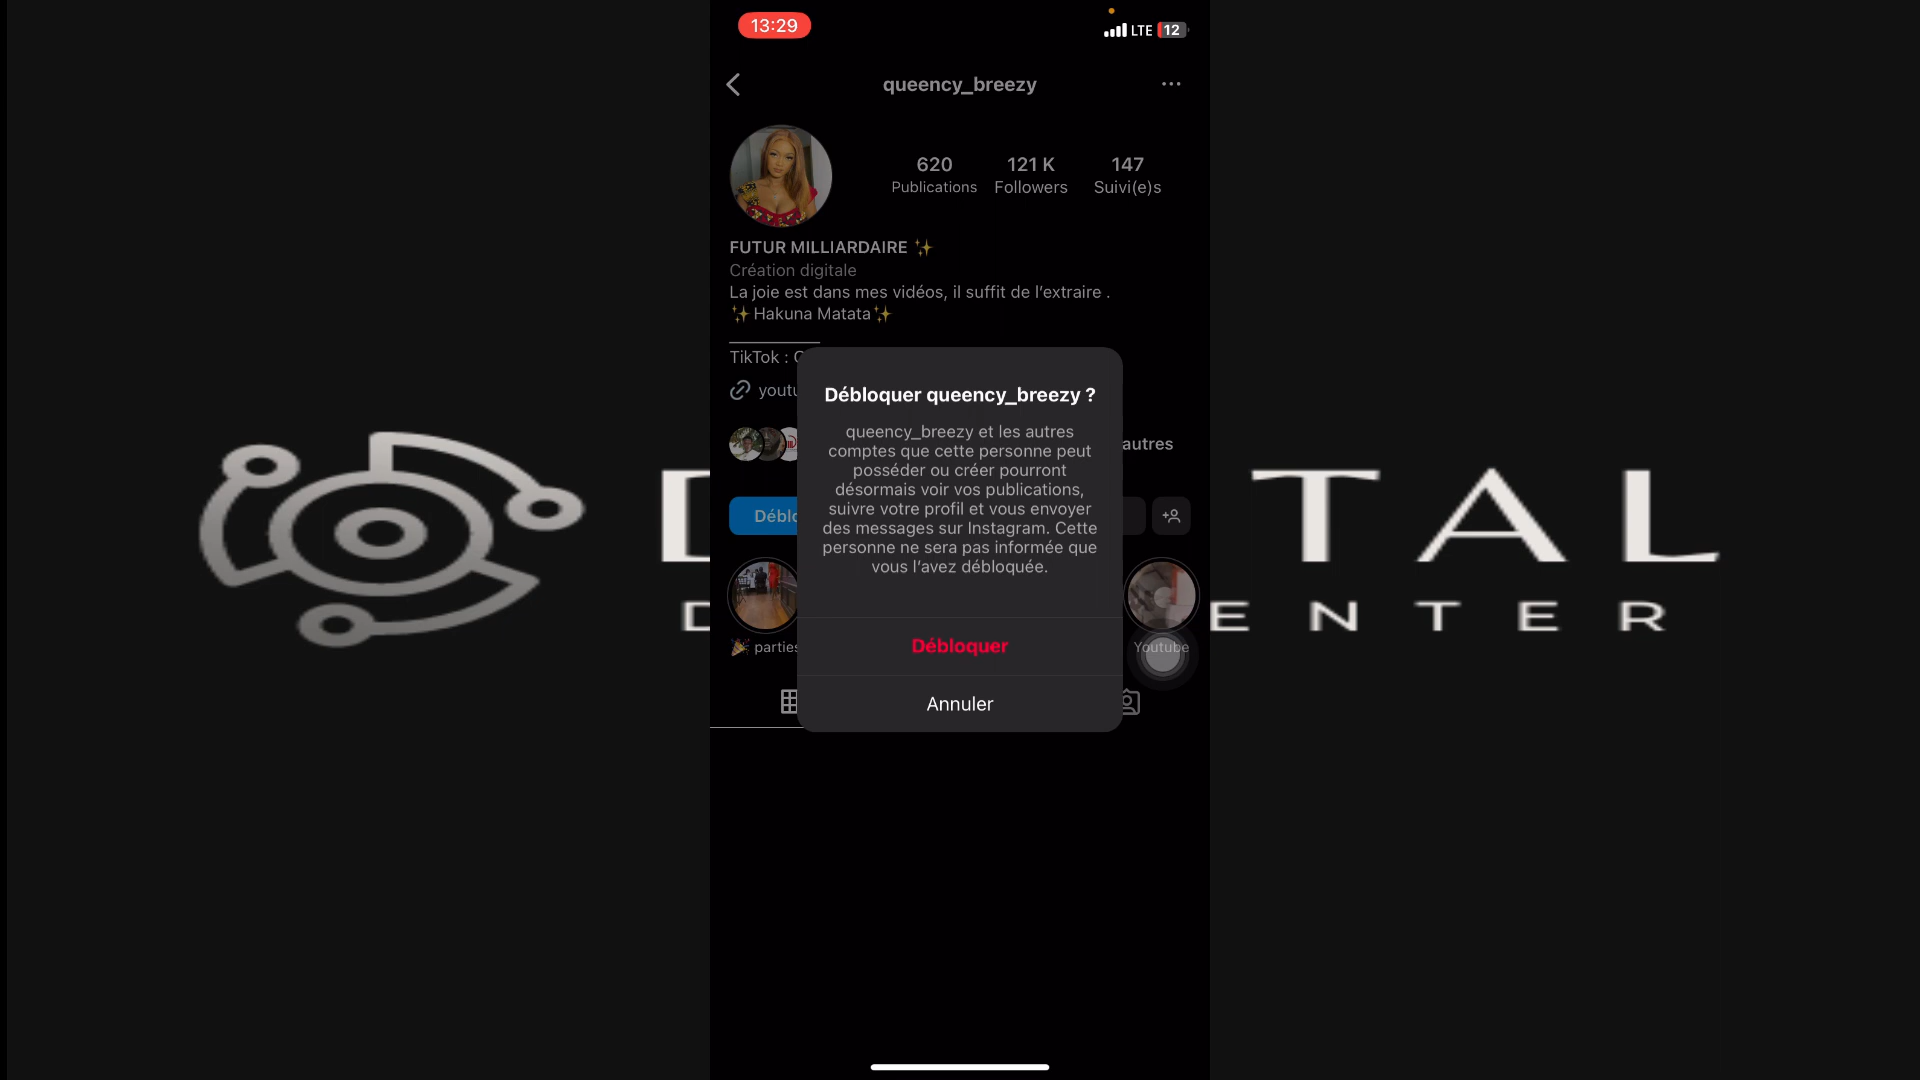 13:29
LTE 12
queency_breezy
620 121 K 147
Publications Followers Suivi(e)s
FUTUR MILLIARDAIRE ✨
Création digitale
La joie est dans mes vidéos, il suffit de l’extraire .
✨Hakuna Matata✨
TikTok :
Débloquer queency_breezy ?
queency_breezy et les autres
comptes que cette personne peut
posséder ou créer pourront
désormais voir vos publications,
suivre votre profil et vous envoyer
des messages sur Instagram. Cette
personne ne sera pas informée que
vous l’avez débloquée.
autres
🎉 parties
Youtube
Débloquer
Annuler
TAL
ENTER